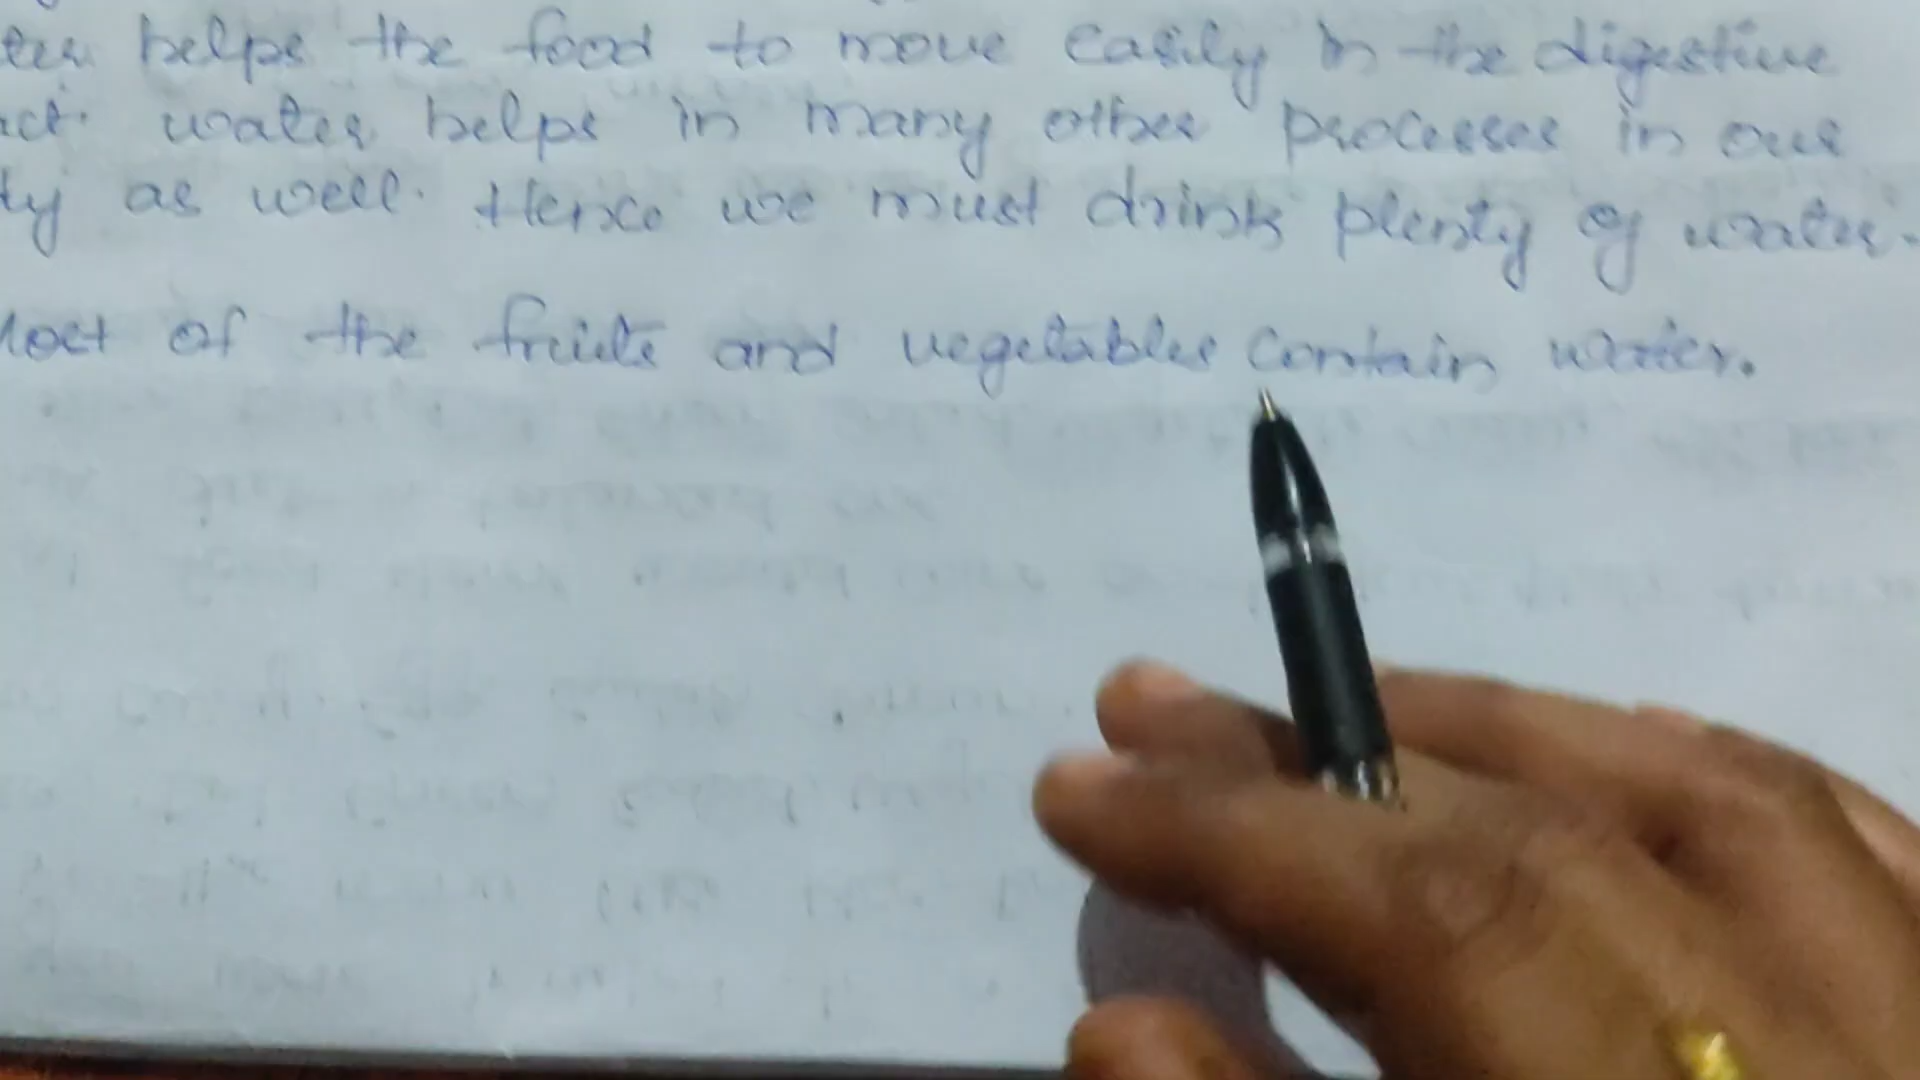 helps the food to move easily in the digestive
water helps in many other processes in our
as well. Hence we must drink plenty of water.
Most of the fruits and vegetables contain water.